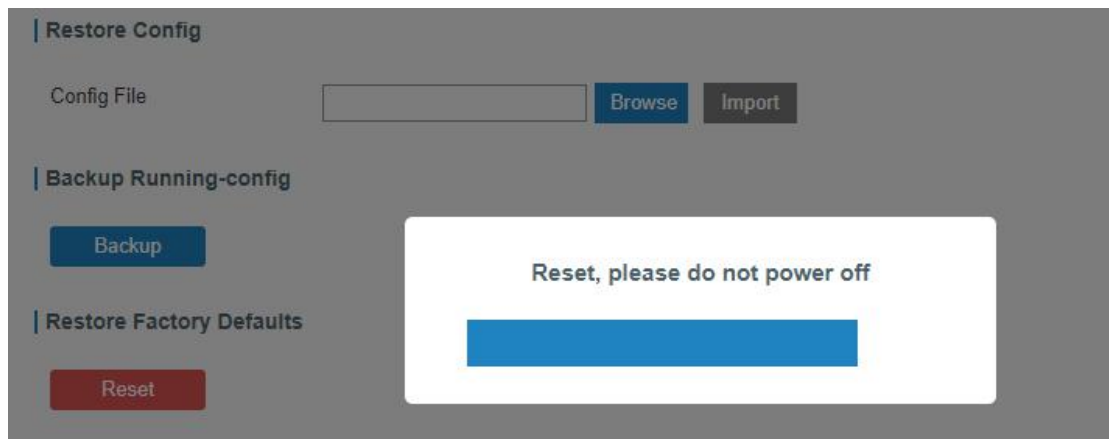 Restore Config
Config File
Browse
Import
Backup Running-config
Backup
Reset, please do not power off
Restore Factory Defaults
Reset